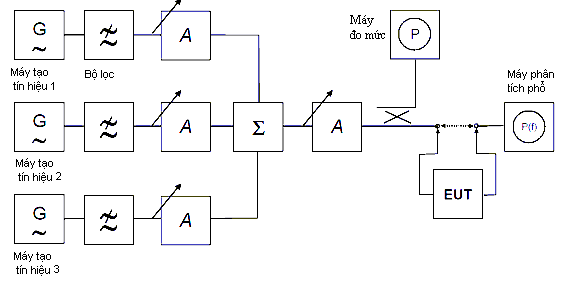 Máy
đo mức
P
G
A
Máy tạo
tín hiệu 1
Bộ lọc
Máy phân
tích phổ
G
A
Σ
A
P(f)
Máy tạo
tín hiệu 2
EUT
G
A
Máy tạo
tín hiệu 3